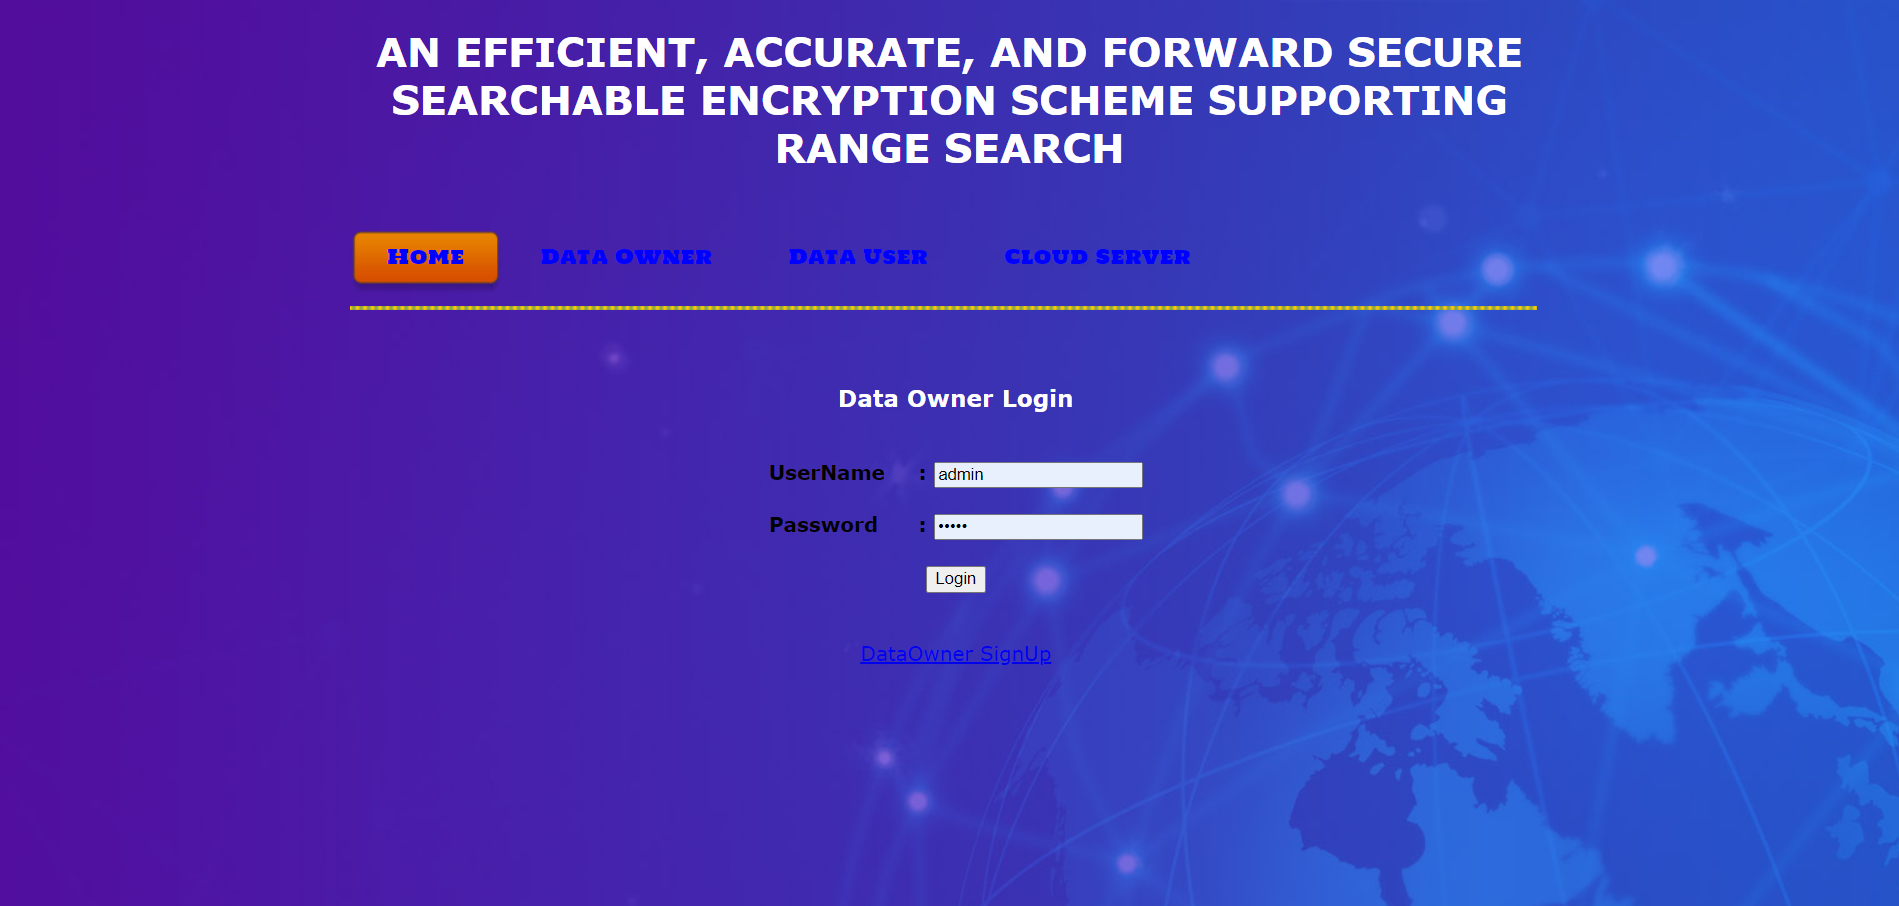 AN EFFICIENT, ACCURATE, AND FORWARD SECURE
SEARCHABLE ENCRYPTION SCHEME SUPPORTING
RANGE SEARCH
Home Data Owner Data User Cloud Server
Data Owner Login
UserName : admin
Password : •••••
Login
DataOwner SignUp